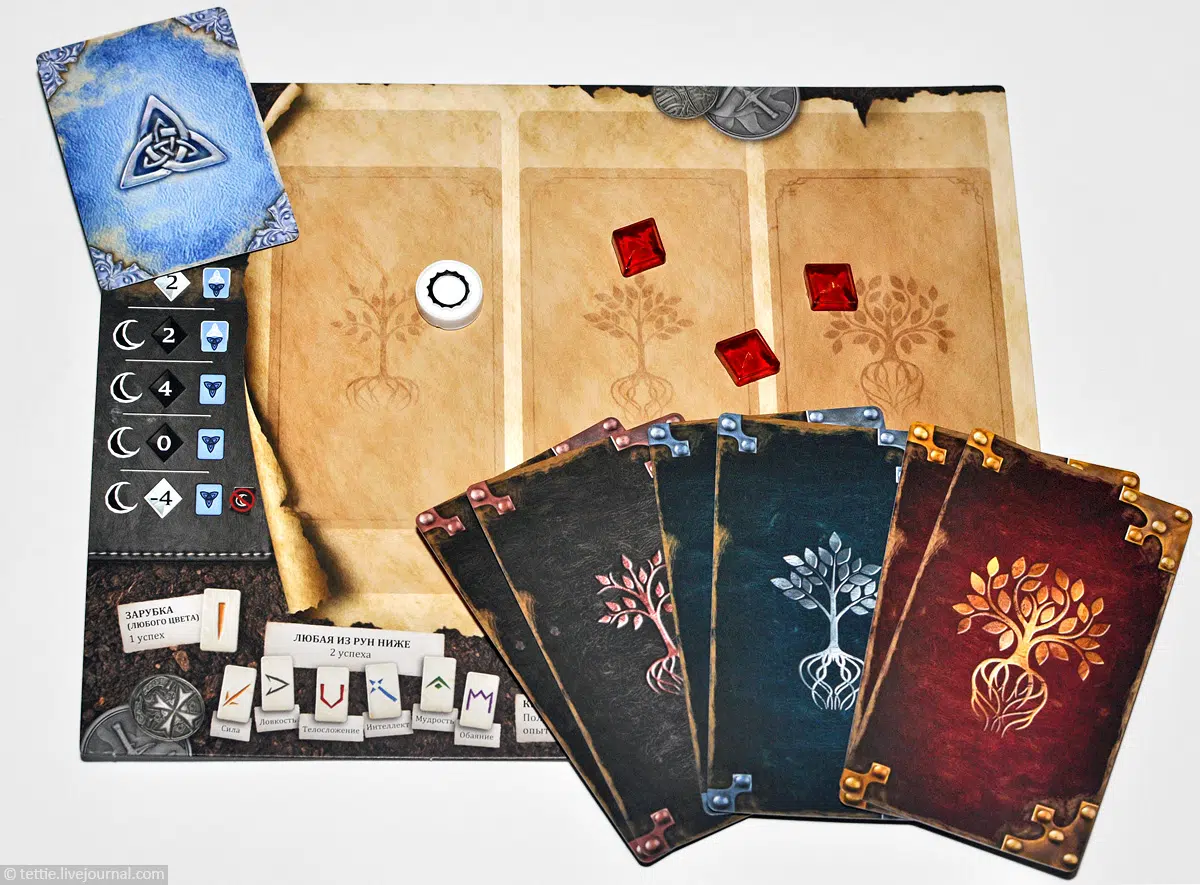 2
2
4
0
-4
ЗАРУБКА
(ЛЮБОГО ЦВЕТА)
1 успех
ЛЮБАЯ ИЗ РУН НИЖЕ
2 успеха
Сила
Ловкость
Телосложение
Интеллект
Мудрость
Обаяние
© tettie.livejournal.com